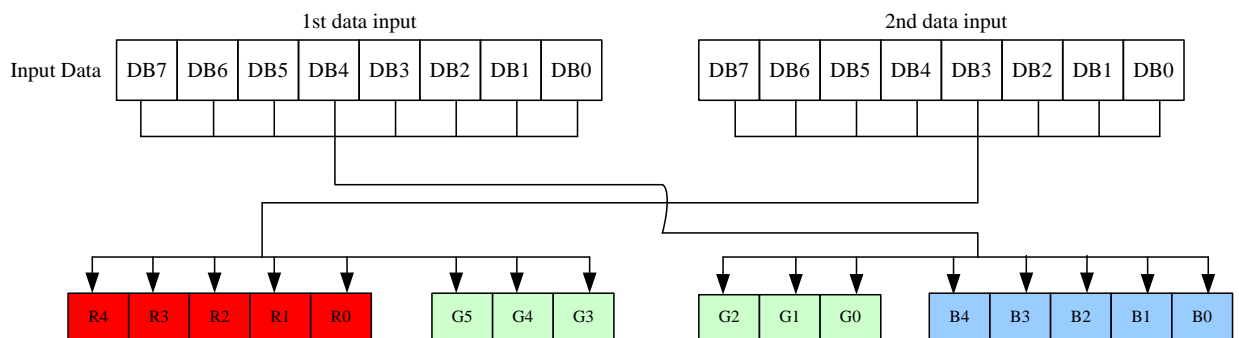 1st data input 2nd data input
Input Data DB7 DB6 DB5 DB4 DB3 DB2 DB1 DB0 DB7 DB6 DB5 DB4 DB3 DB2 DB1 DB0
R4 R3 R2 R1 R0 G5 G4 G3 G2 G1 G0 B4 B3 B2 B1 B0